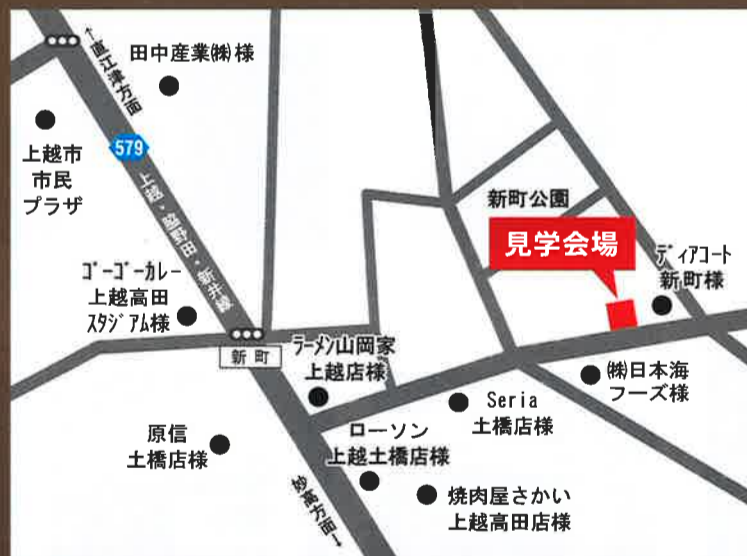 ↑直江津方面
田中産業㈱様
上越市
市民
プラザ
579
上越・脇野田・新井線
新町公園
見学会場
ディアコート
新町様
ゴーゴーカレー
上越高田
スタジアム様
新町
ラーメン山岡家
上越店様
㈱日本海
フーズ様
Seria
土橋店様
原信
土橋店様
ローソン
上越土橋店様
妙高方面↓
焼肉屋さかい
上越高田店様